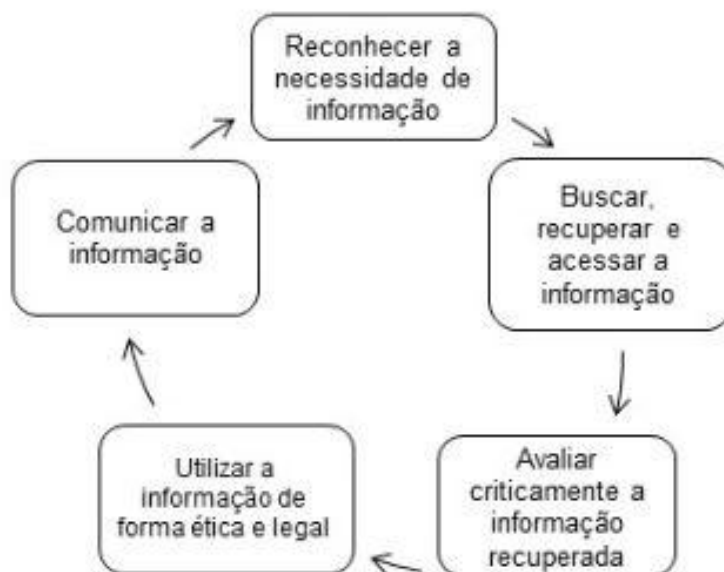 Reconhecer a
necessidade de
informação
Buscar,
recuperar e
acessar a
informação
Avaliar
criticamente a
informação
recuperada
Utilizar a
informação de
forma ética e legal
Comunicar a
informação